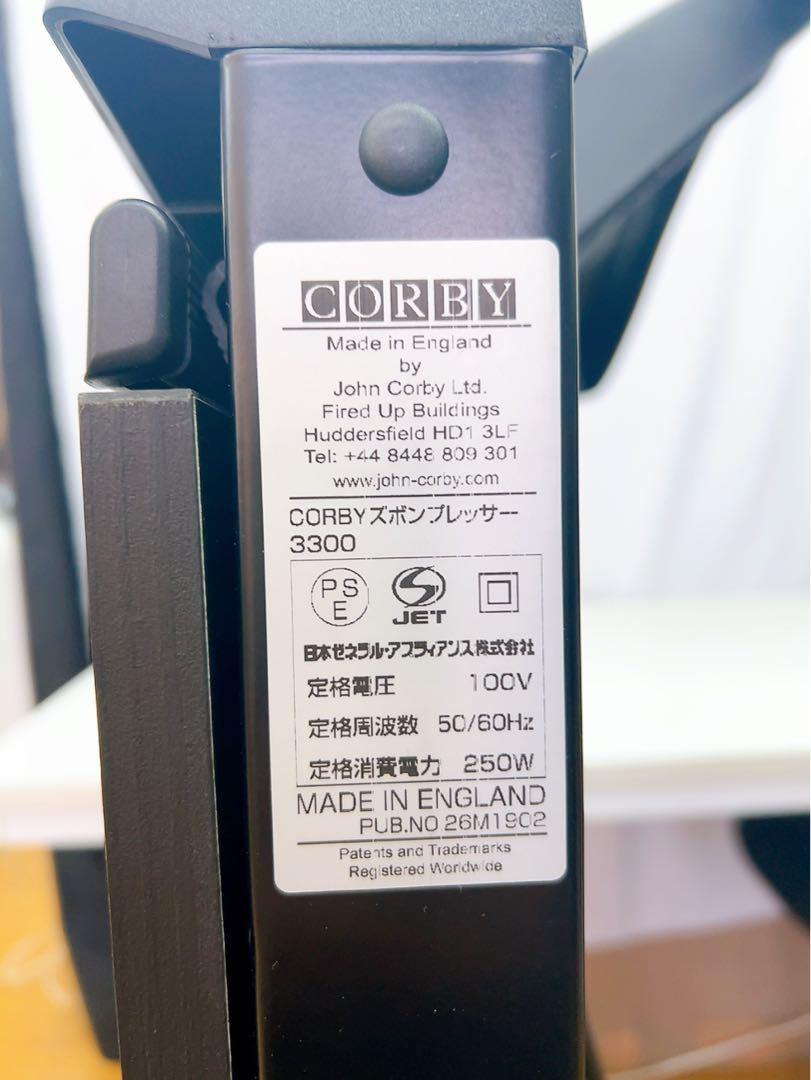 CORBY
Made in England
by
John Corby Ltd.
Fired Up Buildings
Huddersfield HD1 3LF
Tel: +44 8448 809 301
www.john-corby.com
CORBYズボンプレッサー
3300
PS
E
JET
日本ゼネラル・アプライアンス株式会社
定格電圧 100V
定格周波数 50/60Hz
定格消費電力 250W
MADE IN ENGLAND
PUB.NO.26M1902
Patents and Trademarks
Registered Worldwide